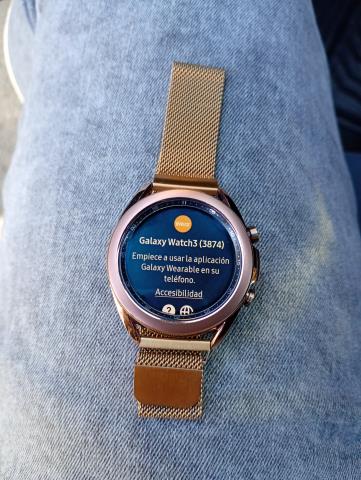 Galaxy Watch3 (3874)
Empiece a usar la aplicación
Galaxy Wearable en su
teléfono.
Accesibilidad
?